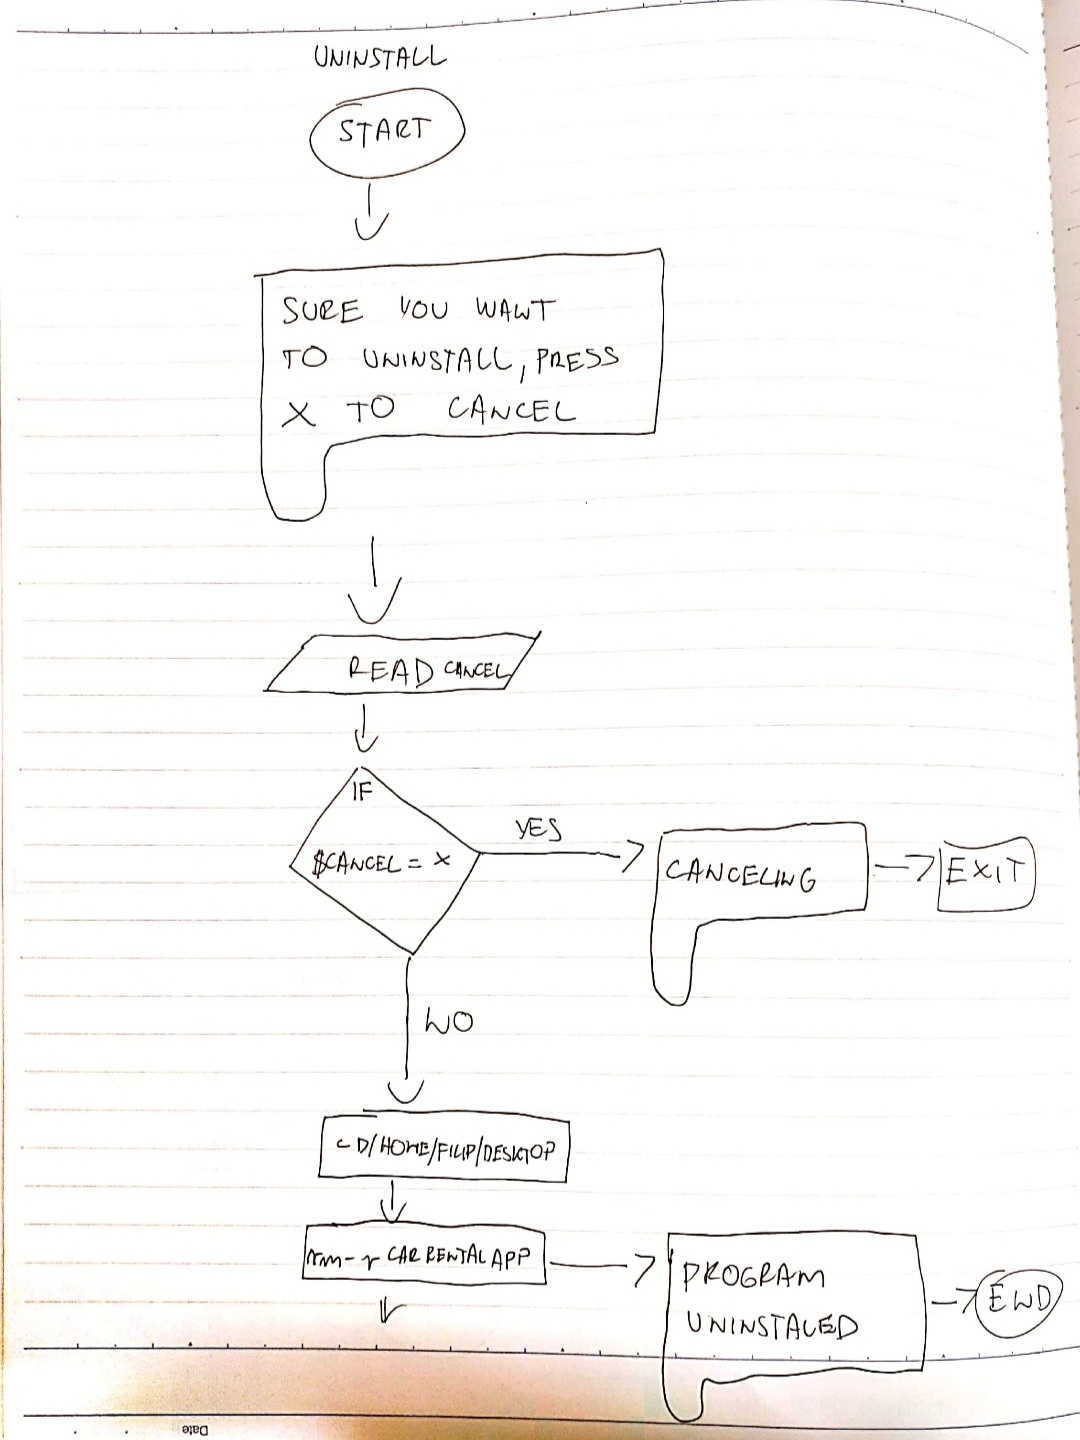 UNINSTALL
START
SURE YOU WANT
TO UNINSTALL, PRESS
X TO CANCEL
READ CANCEL
IF
$CANCEL = X
YES
CANCELING
EXIT
NO
CD/HOME/FILIP/DESKTOP
rm -r CAR RENTAL APP
PROGRAM
UNINSTALED
END
Date